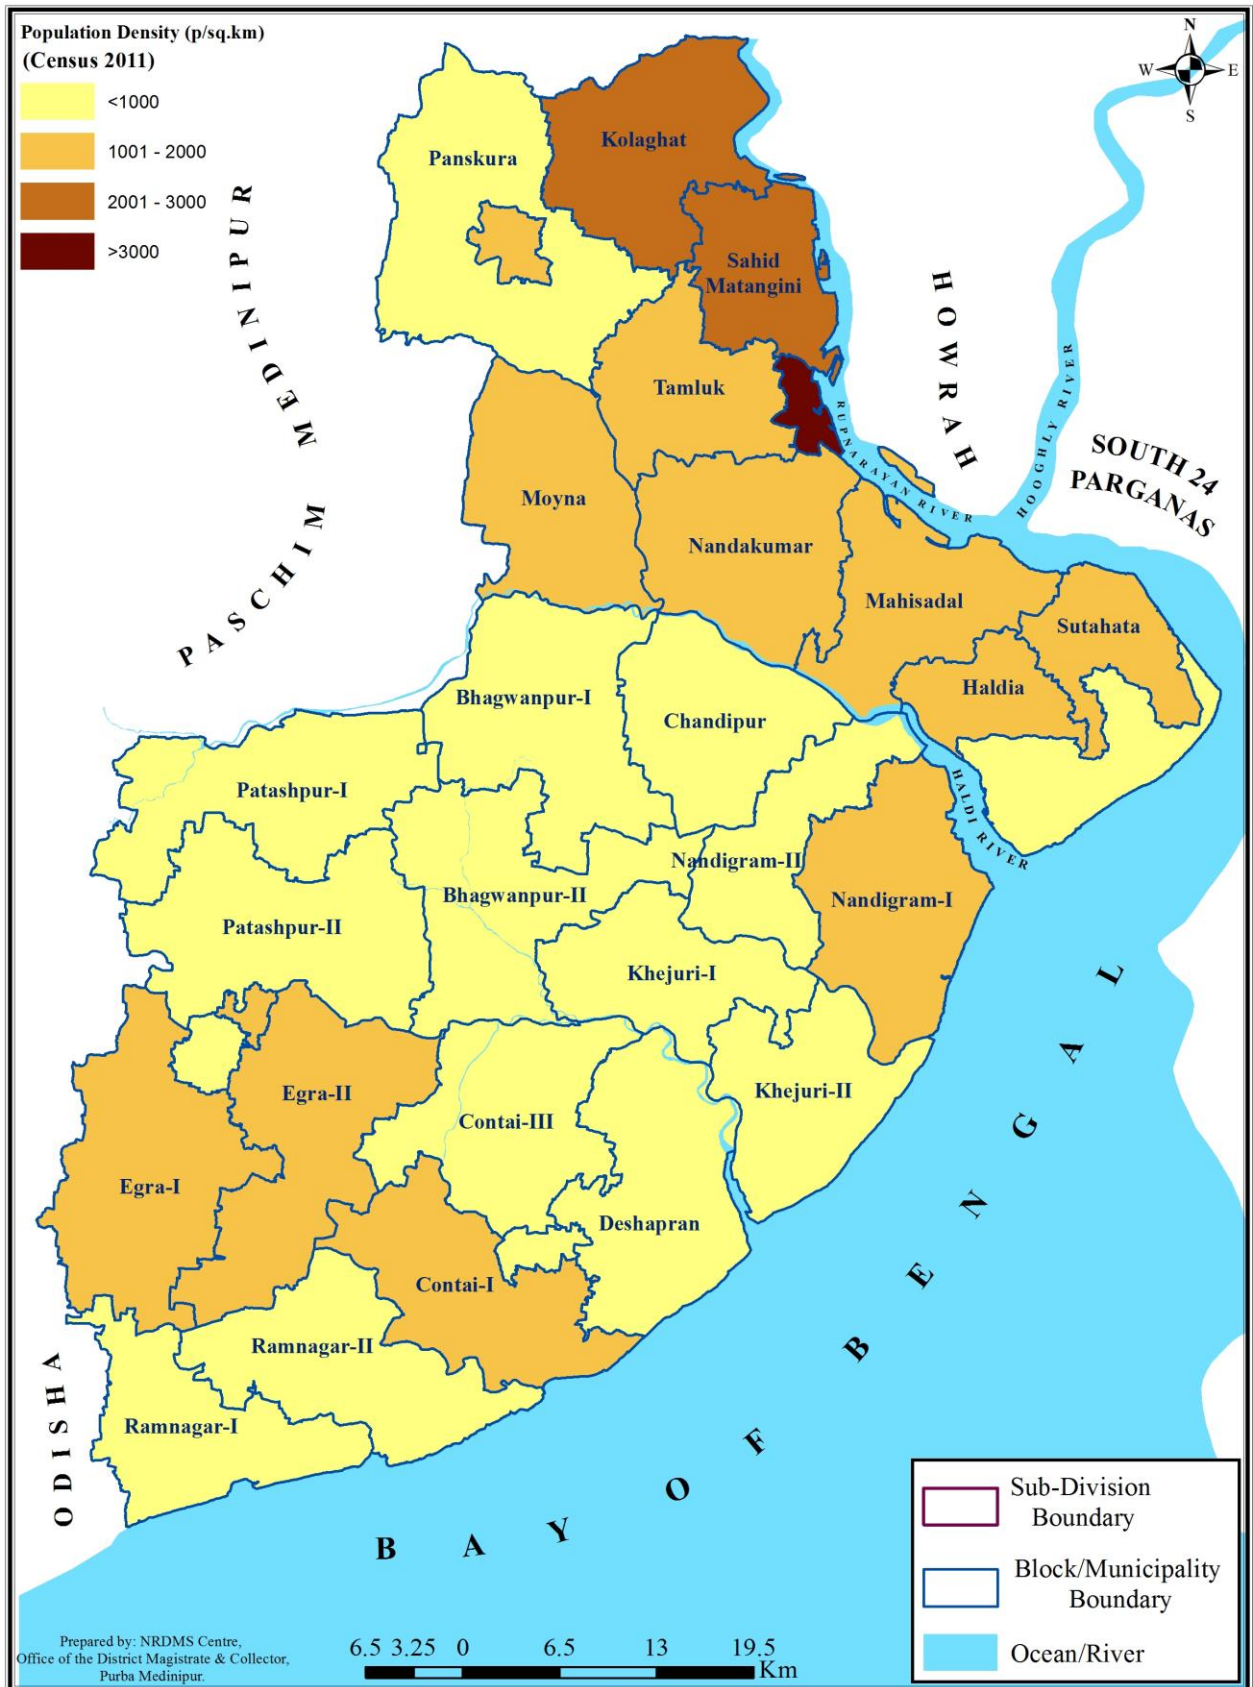 Population Density (p/sq.km)
(Census 2011)
<1000
1001 - 2000
2001 - 3000
>3000
N
W E
S
Kolaghat
Panskura
Sahid
Matangini
Tamluk
PASCHIM MEDINIPUR
HOWRAH
HOOGHLY RIVER
RUPNARAYAN RIVER
SOUTH 24
PARGANAS
Moyna
Nandakumar
Mahisadal
Sutahata
Haldia
Bhagwanpur-I
Chandipur
HALDI RIVER
Patashpur-I
Nandigram-II
Bhagwanpur-II
Nandigram-I
Patashpur-II
Khejuri-I
Khejuri-II
Egra-II
Contai-III
Egra-I
Deshapran
Contai-I
Ramnagar-II
Ramnagar-I
ODISHA
BAY OF BENGAL
Sub-Division
Boundary
Block/Municipality
Boundary
Ocean/River
Prepared by: NRDMS Centre,
Office of the District Magistrate & Collector,
Purba Medinipur.
6.5 3.25 0 6.5 13 19.5
Km